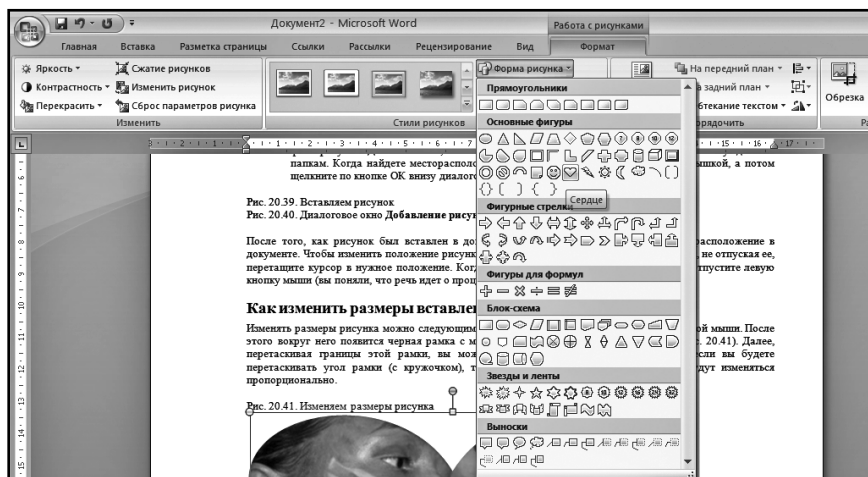 Документ2 - Microsoft Word
Работа с рисунками
Главная Вставка Разметка страницы Ссылки Рассылки Рецензирование Вид Формат
Яркость Сжатие рисунков Форма рисунка На передний план
Контрастность Изменить рисунок задний план Обрезка
Перекрасить Сброс параметров рисунка бтекание текстом
Изменить Стили рисунков орядочить
Прямоугольники
Основные фигуры
Сердце
Фигурные стрелки
Фигуры для формул
Блок-схема
Звезды и ленты
Выноски
папкам. Когда найдете месторасполо ышкой, а потом
щелкните по кнопке ОК внизу диалог
Рис. 20.39. Вставляем рисунок
Рис. 20.40. Диалоговое окно Добавление рису
После того, как рисунок был вставлен в до расположение в
документе. Чтобы изменить положение рисунк , не отпуская ее,
перетащите курсор в нужное положение. Ког тпустите левую
кнопку мыши (вы поняли, что речь идет о проц
Как изменить размеры вставле
Изменять размеры рисунка можно следующим ой мыши. После
этого вокруг него появится черная рамка с м с. 20.41). Далее,
перетаскивая границы этой рамки, вы мож если вы будете
перетаскивать угол рамки (с кружочком), т дут изменяться
пропорционально.
Рис. 20.41. Изменяем размеры рисунка